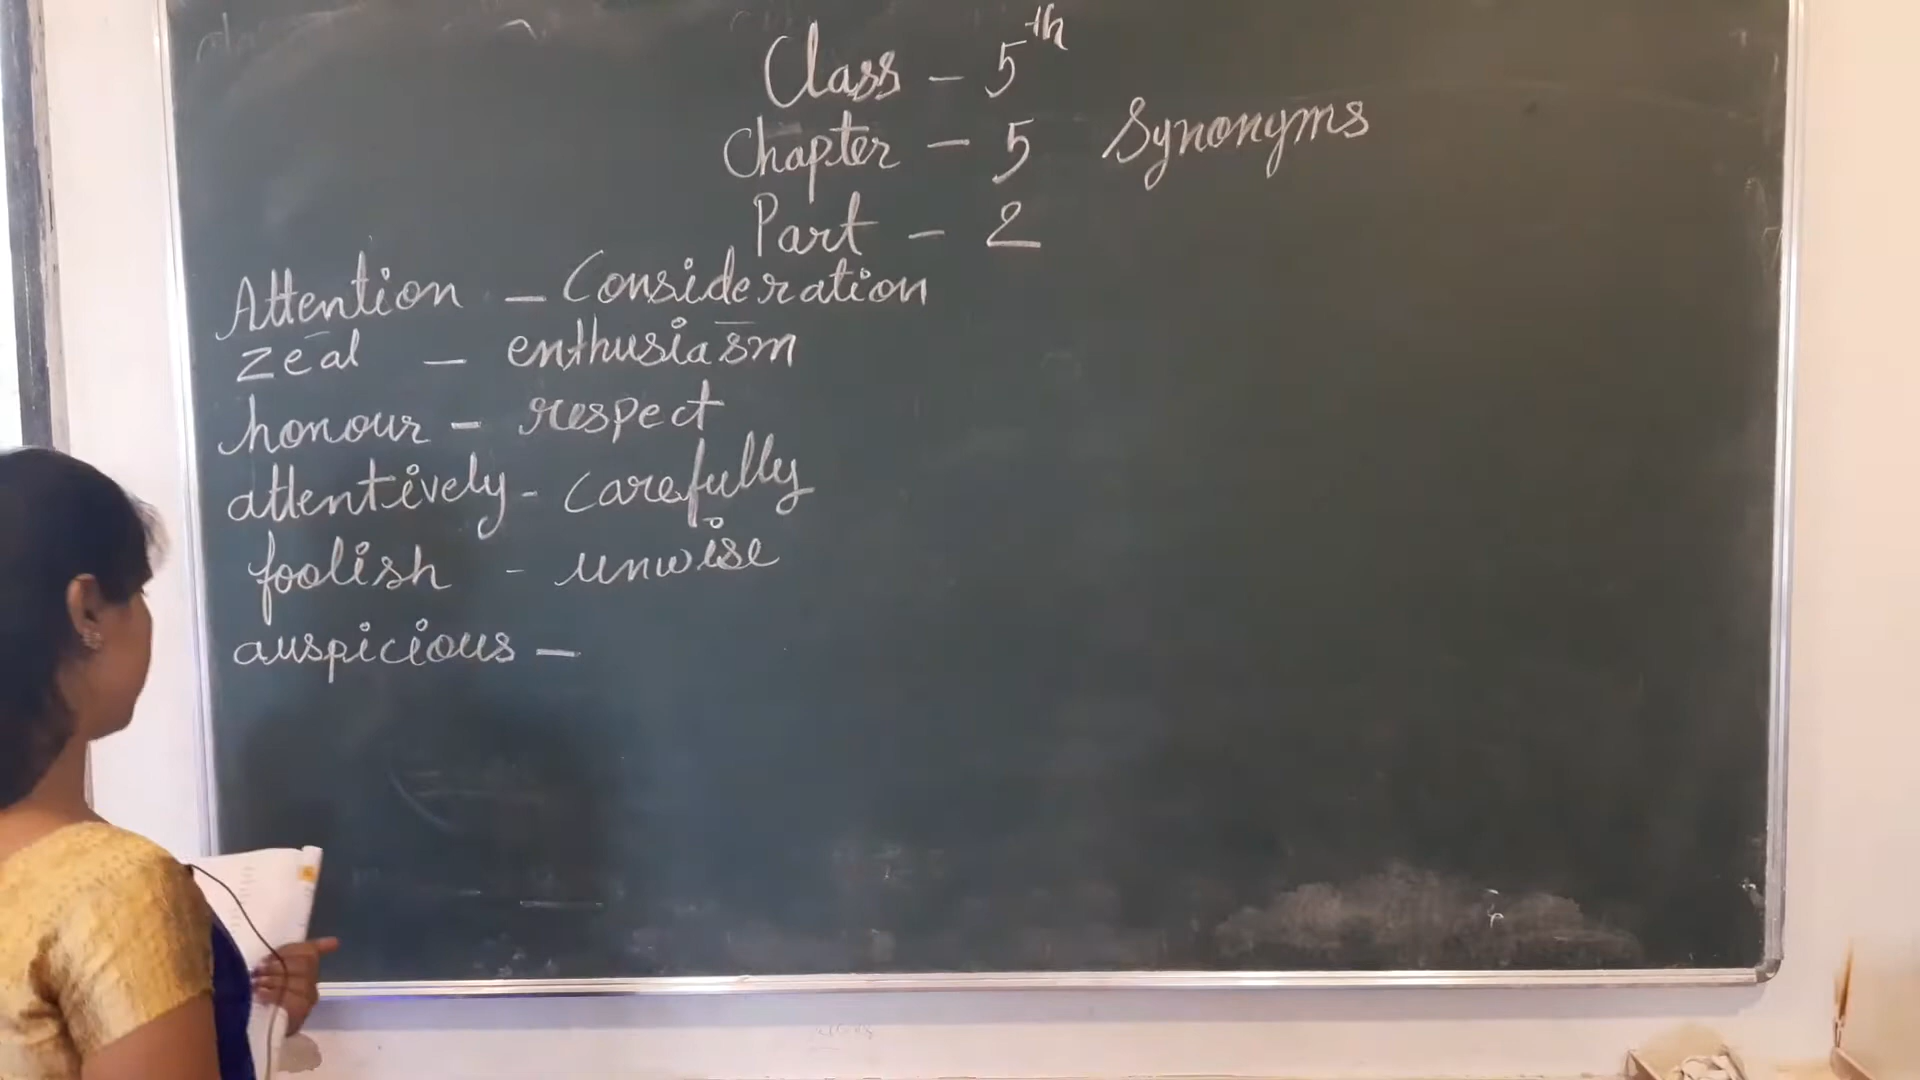 Class - 5th
Chapter - 5 Synonyms
Part - 2
Attention - Consideration
zeal - enthusiasm
honour - respect
attentively - carefully
foolish - unwise
auspicious -